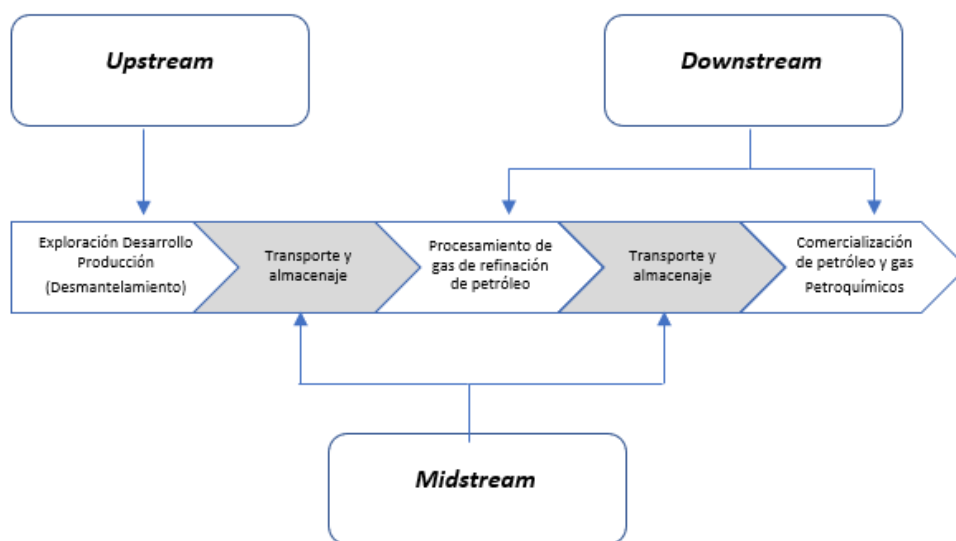 Upstream
Downstream
Exploración Desarrollo
Producción
(Desmantelamiento)
Transporte y
almacenaje
Procesamiento de
gas de refinación
de petróleo
Transporte y
almacenaje
Comercialización
de petróleo y gas
Petroquímicos
Midstream